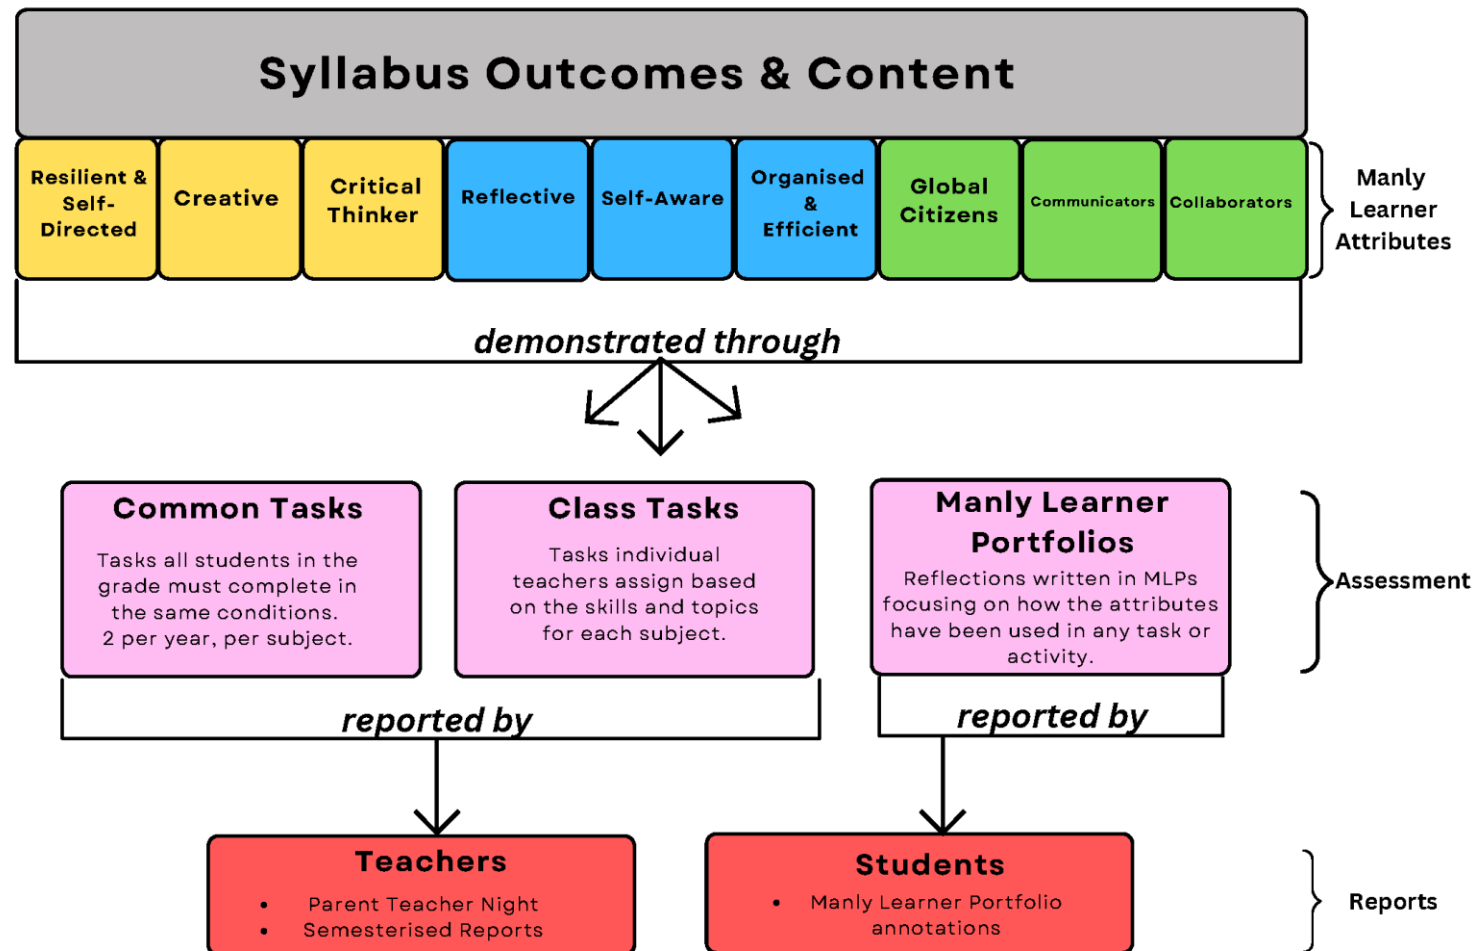 Syllabus Outcomes & Content
Resilient &
Self-
Directed
Creative
Critical
Thinker
Reflective
Self-Aware
Organised
&
Efficient
Global
Citizens
Communicators
Collaborators
Manly
Learner
Attributes
demonstrated through
Common Tasks
Tasks all students in the
grade must complete in
the same conditions.
2 per year, per subject.
Class Tasks
Tasks individual
teachers assign based
on the skills and topics
for each subject.
Manly Learner
Portfolios
Reflections written in MLPs
focusing on how the attributes
have been used in any task or
activity.
Assessment
reported by
reported by
Teachers
• Parent Teacher Night
• Semesterised Reports
Students
• Manly Learner Portfolio
annotations
Reports